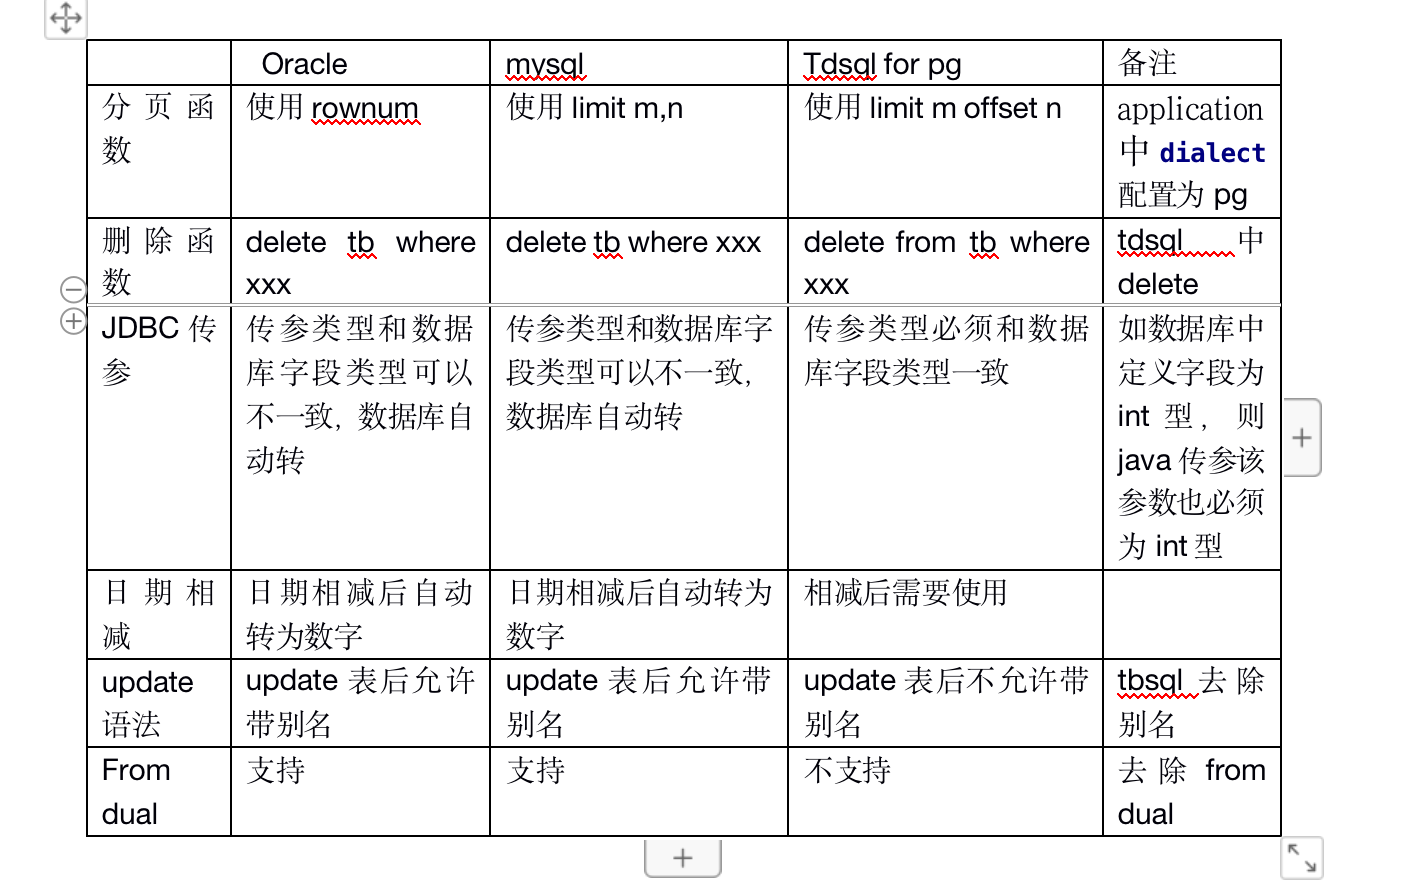 Oracle mysql Tdsql for pg 备注
分页函 使用 rownum 使用 limit m,n 使用 limit m offset n application
数 中 dialect
配置为 pg
删除函 delete tb where delete tb where xxx delete from tb where tdsql 中
数 xxx xxx delete
JDBC 传 传参类型和数据 传参类型和数据库字 传参类型必须和数据 如数据库中
参 库字段类型可以 段类型可以不一致, 库字段类型一致 定义字段为
不一致, 数据库自 数据库自动转 int 型, 则
动转 java 传参该
参数也必须
为 int 型
日期相 日期相减后自动 日期相减后自动转为 相减后需要使用
减 转为数字 数字
update update 表后允许 update 表后允许带 update 表后不允许带 tbsql 去除
语法 带别名 别名 别名 别名
From 支持 支持 不支持 去除 from
dual dual